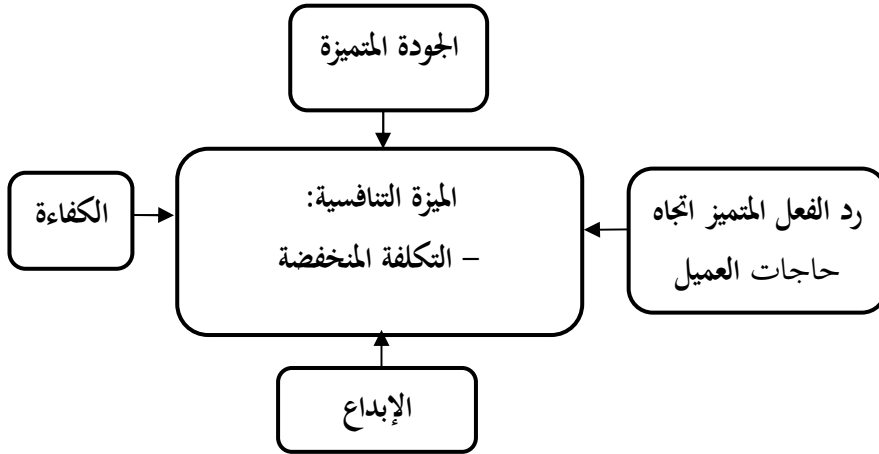 الجودة المتميزة
الميزة التنافسية:
– التكلفة المنخفضة
رد الفعل المتميز اتجاه
حاجات العميل
الكفاءة
الإبداع